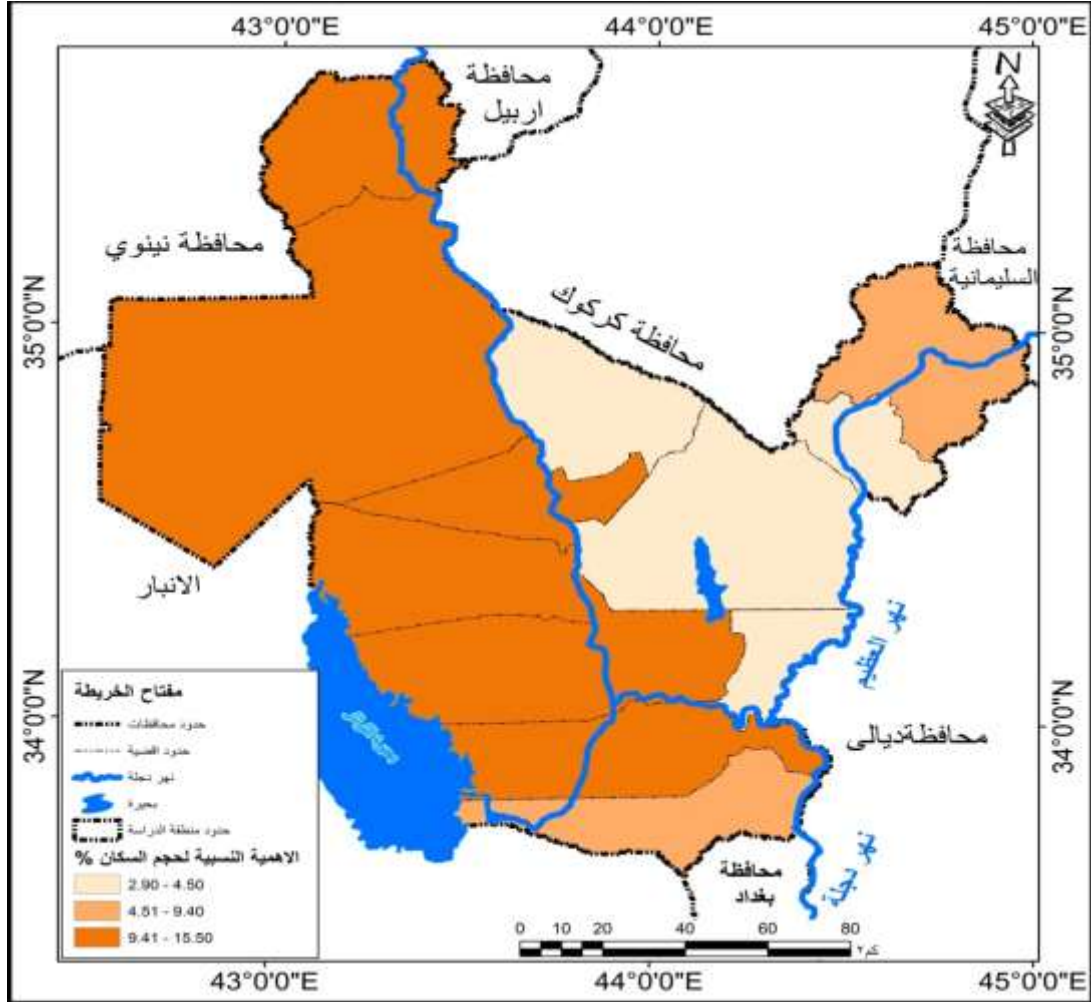 43°0'0"E
44°0'0"E
45°0'0"E
N
محافظة
اربيل
محافظة
السليمانية
محافظة نينوي
محافظة كركوك
35°0'0"N
35°0'0"N
الانبار
نهر العظيم
34°0'0"N
34°0'0"N
محافظةديالى
نهر دجلة
محافظة
بغداد
مفتاح الخريطة
حدود محافظات
حدود اقضية
نهر دجلة
بحيرة
حدود منطقة الدراسة
الاهمية النسبية لحجم السكان %
2.90 - 4.50
4.51 - 9.40
9.41 - 15.50
0 10 20 40 60 80
كم٢
43°0'0"E
44°0'0"E
45°0'0"E